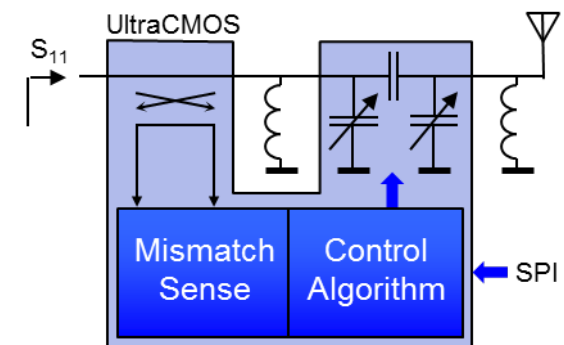 UltraCMOS
S₁₁
Mismatch
Sense
Control
Algorithm
SPI